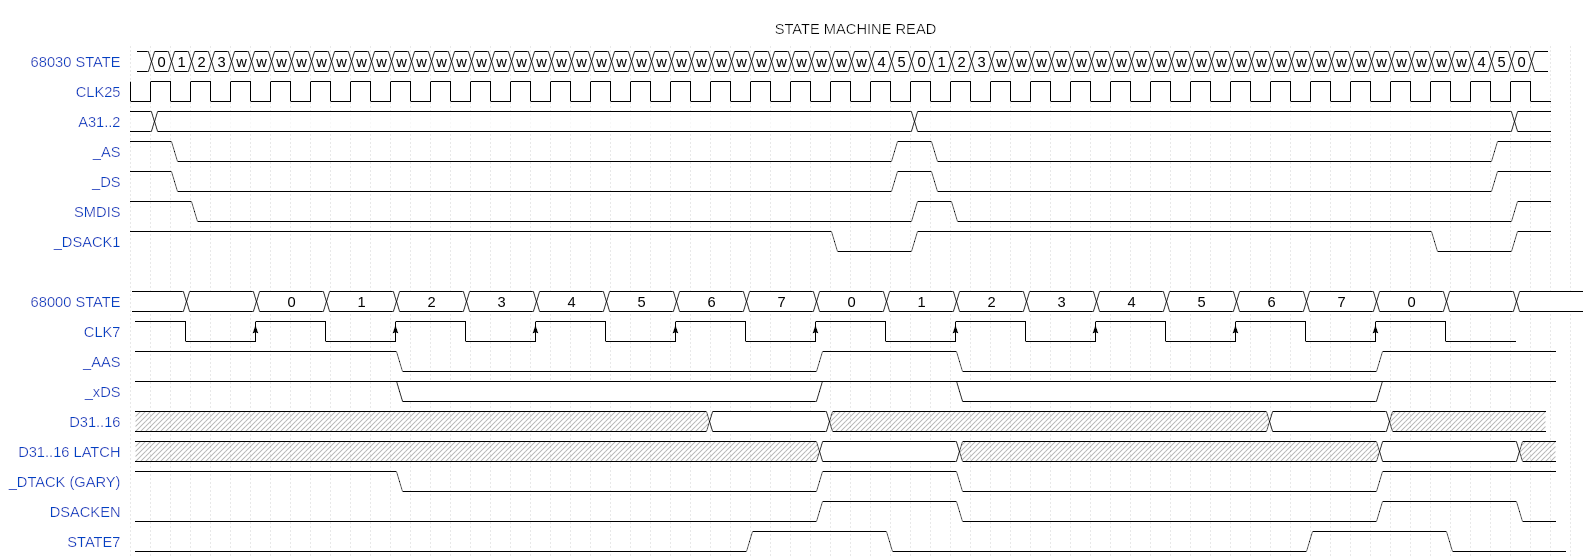 STATE MACHINE READ
68030 STATE 0 1 2 3 w w w w w w w w w w w w w w w w w w w w w w w w w w w w w w w w 4 5 0 1 2 3 w w w w w w w w w w w w w w w w w w w w w w w w 4 5 0
CLK25
A31..2
_AS
_DS
SMDIS
_DSACK1
68000 STATE 0 1 2 3 4 5 6 7 0 1 2 3 4 5 6 7 0
CLK7
_AAS
_xDS
D31..16
D31..16 LATCH
_DTACK (GARY)
DSACKEN
STATE7